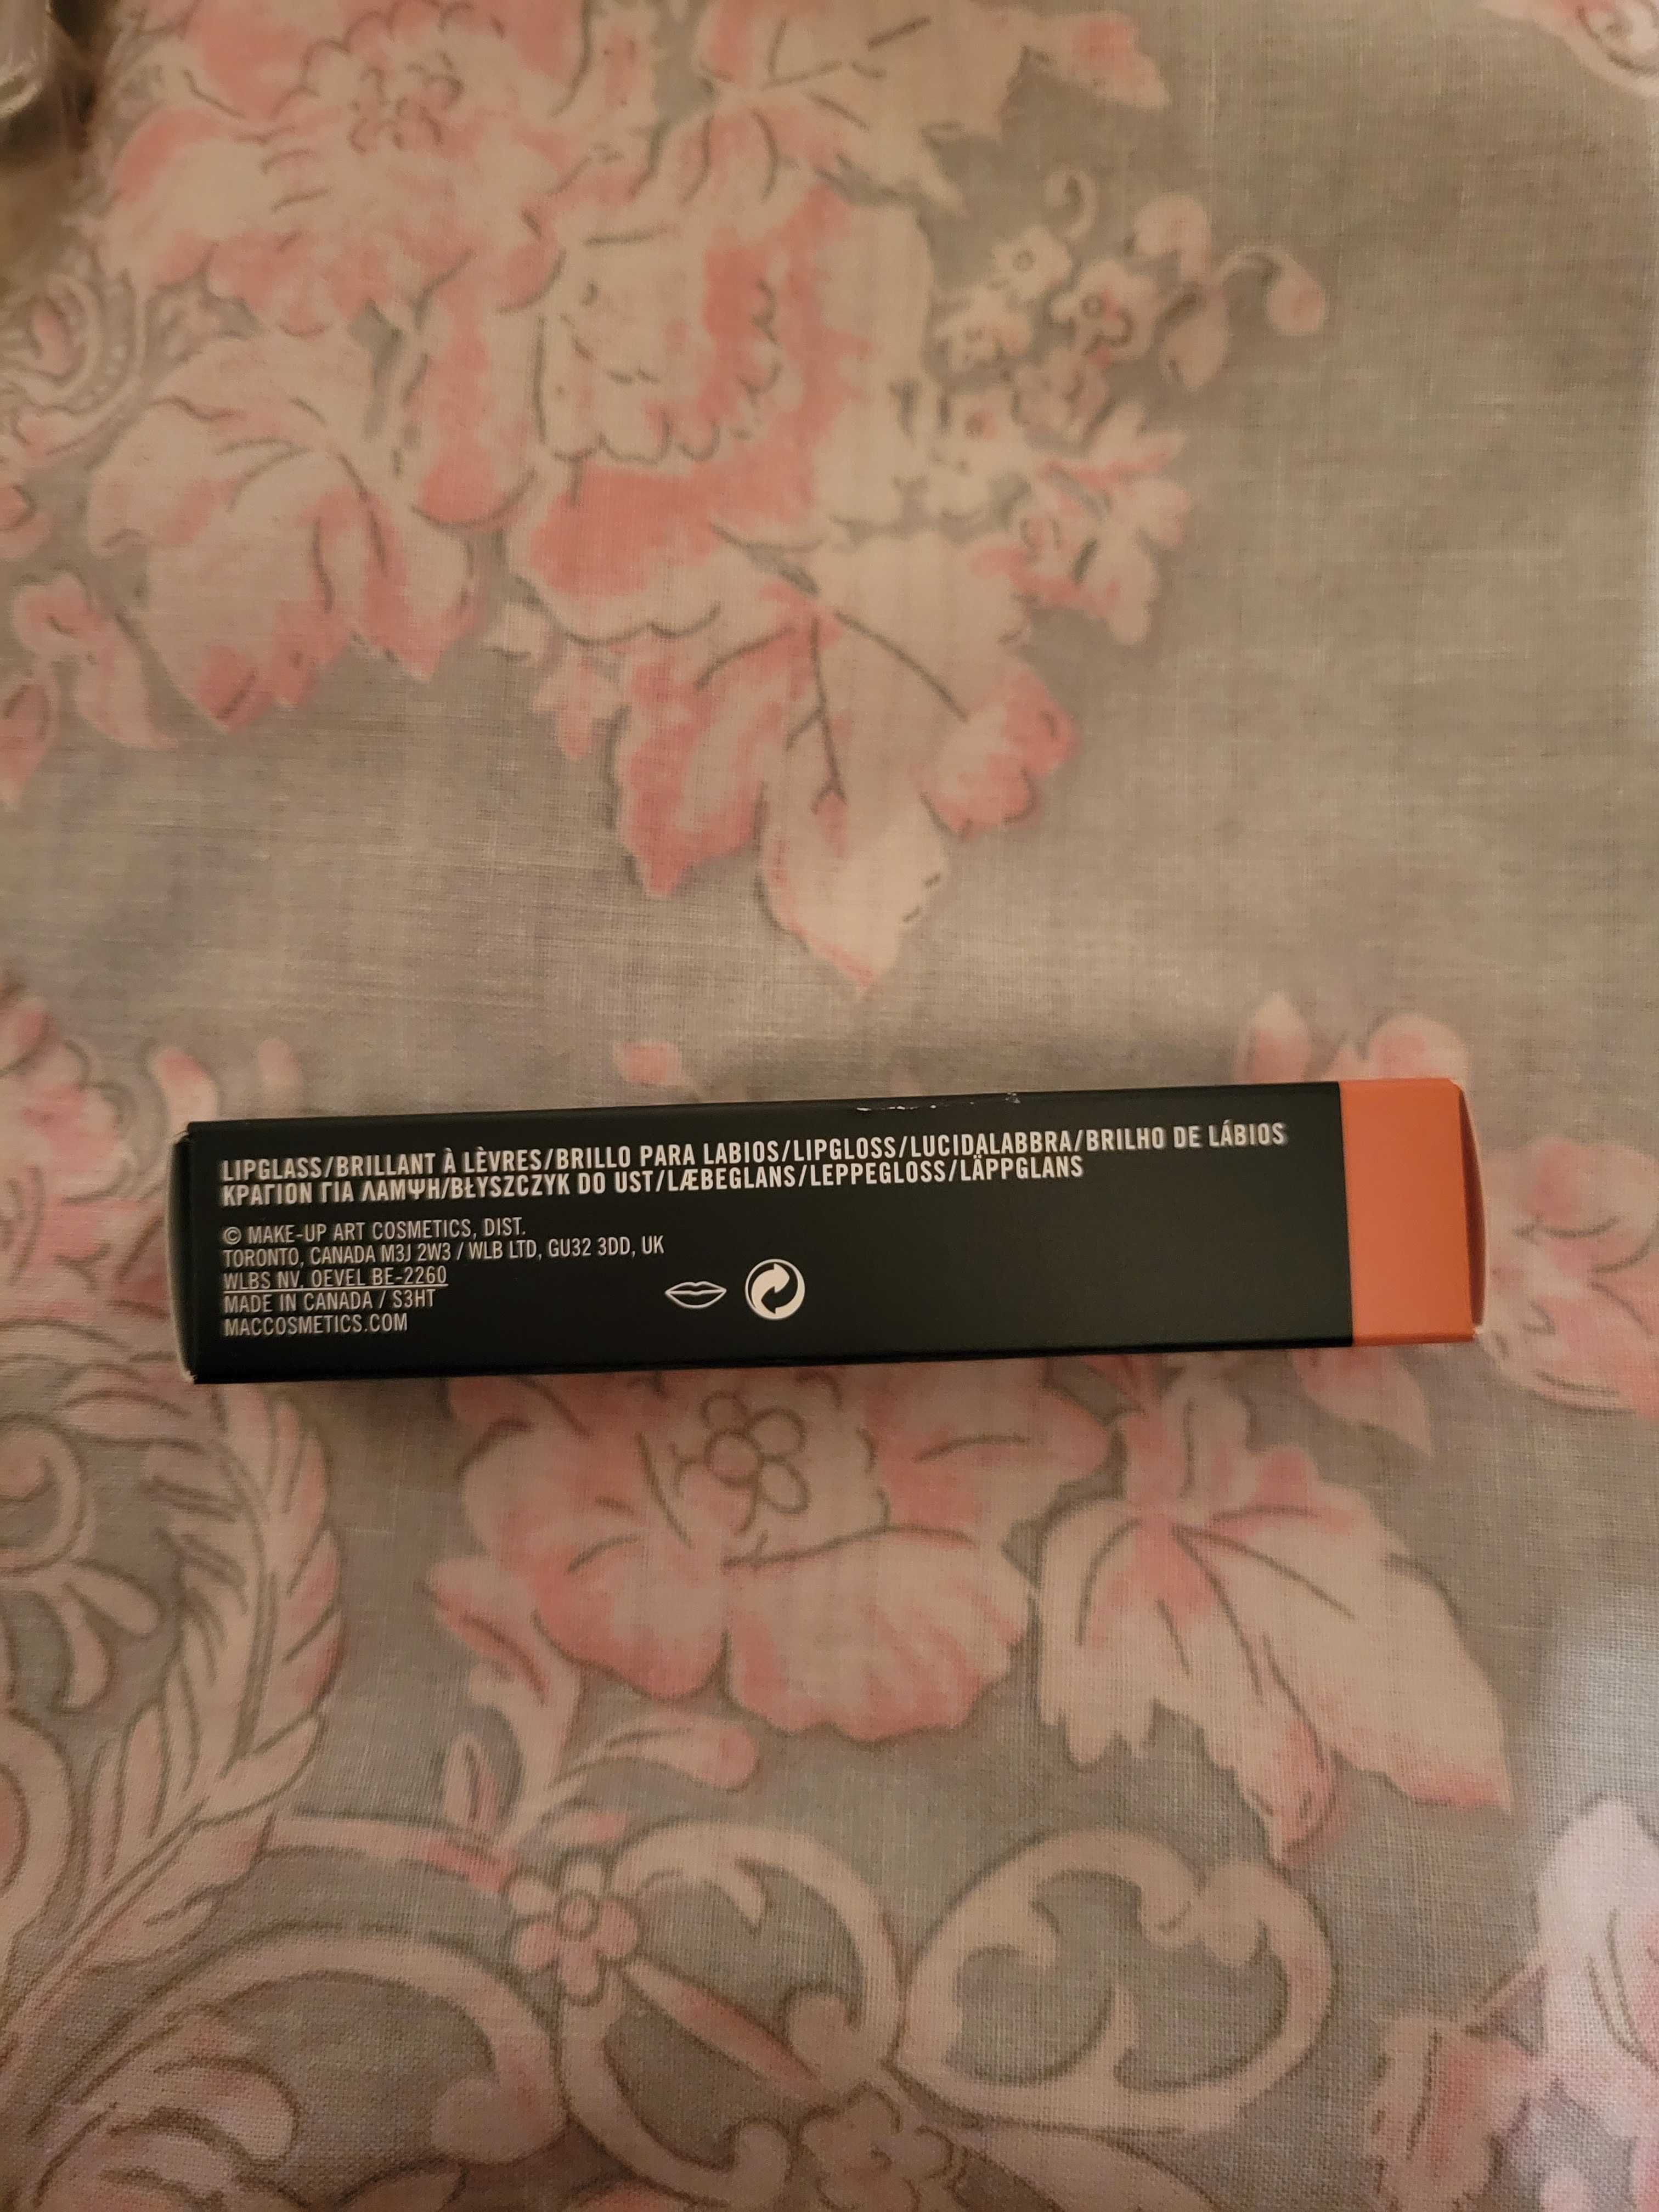 LIPGLASS/BRILLANT À LÈVRES/BRILLO PARA LABIOS/LIPGLOSS/LUCIDALABBRA/BRILHO DE LÁBIOS
ΚΡΑΓΙΟΝ ΓΙΑ ΛΑΜΨΗ/BŁYSZCZYK DO UST/LÆBEGLANS/LEPPEGLOSS/LÄPPGLANS
© MAKE-UP ART COSMETICS, DIST.
TORONTO, CANADA M3J 2W3 / WLB LTD, GU32 3DD, UK
WLBS NV, OEVEL BE-2260
MADE IN CANADA / S3HT
MACCOSMETICS.COM